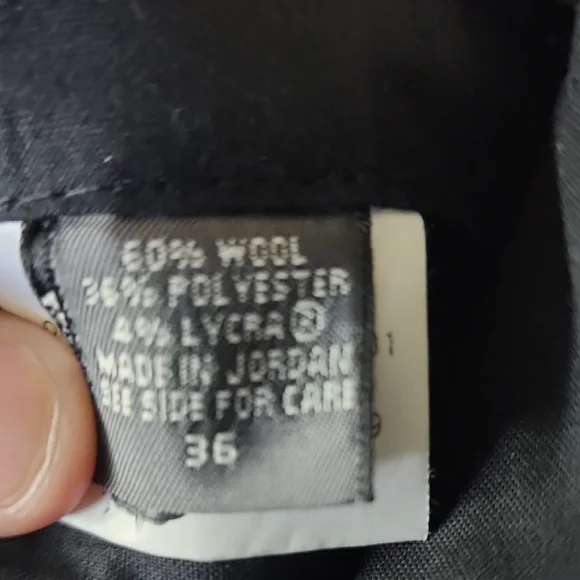 60% WOOL
36% POLYESTER
4% LYCRA®
MADE IN JORDAN
SEE SIDE FOR CARE
36